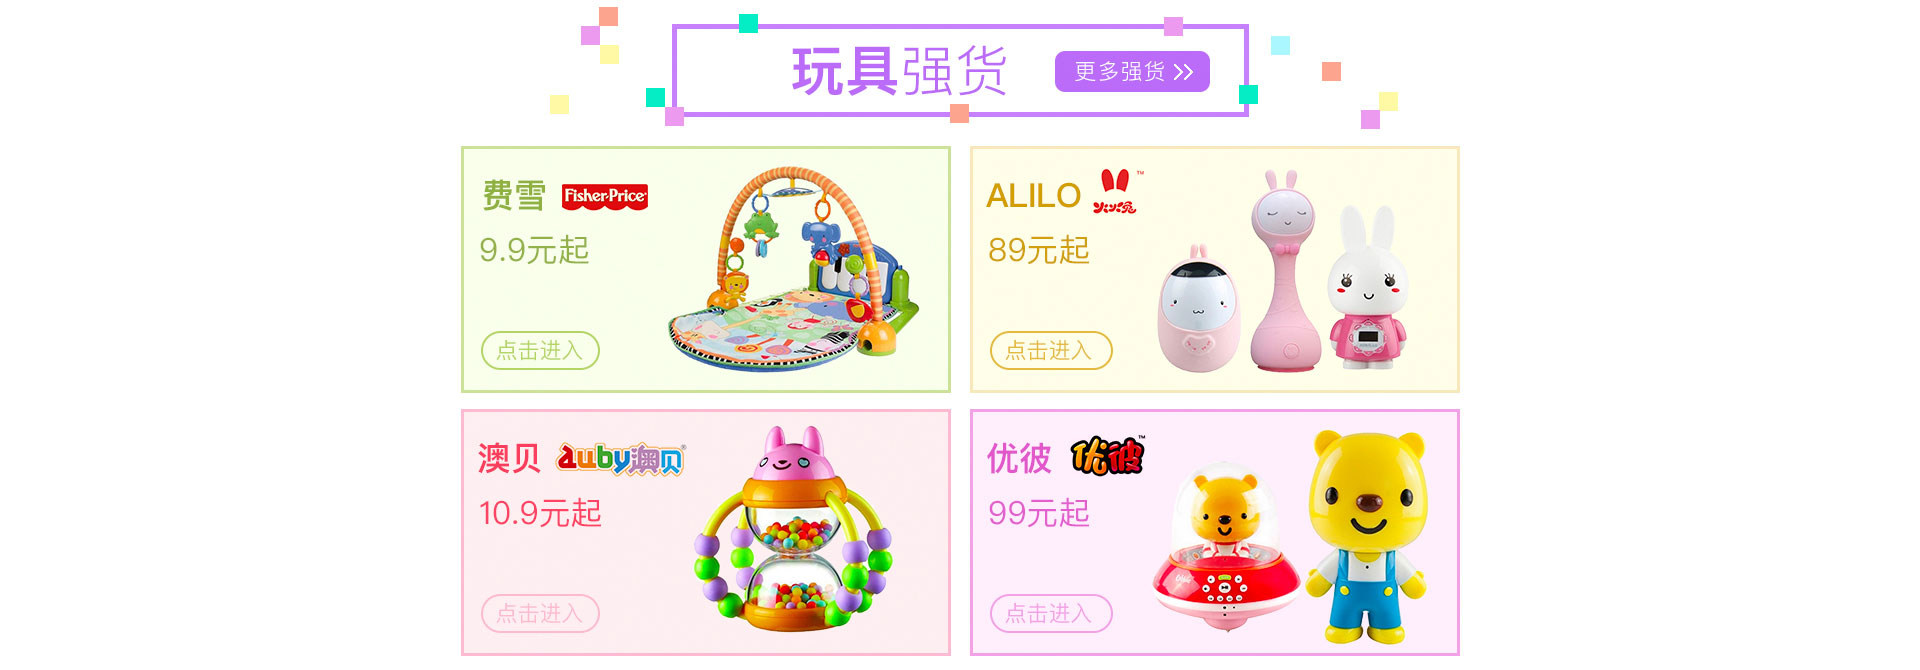 玩具强货
更多强货
费雪 Fisher-Price
9.9元起
点击进入
ALILO 火火兔 ™
89元起
点击进入
澳贝 auby澳贝®
10.9元起
点击进入
优彼 优彼™
99元起
点击进入